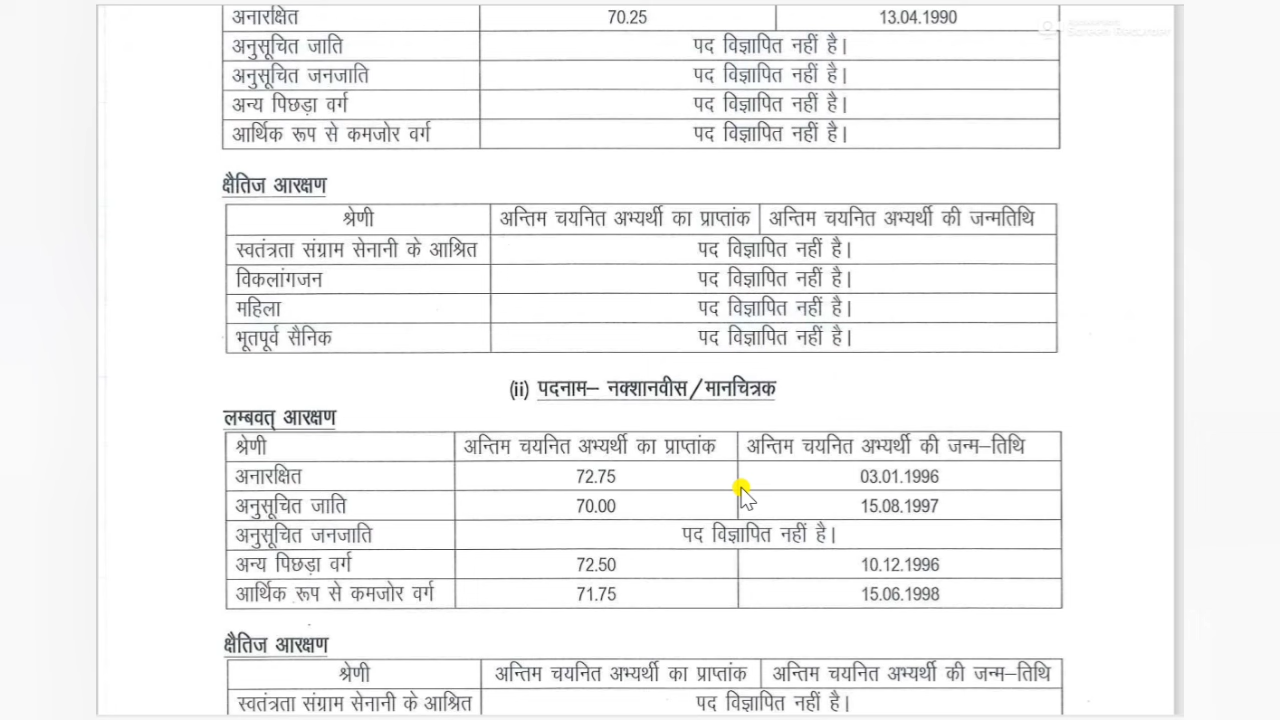 अनारक्षित 70.25 13.04.1990
अनुसूचित जाति पद विज्ञापित नहीं है।
अनुसूचित जनजाति पद विज्ञापित नहीं है।
अन्य पिछड़ा वर्ग पद विज्ञापित नहीं है।
आर्थिक रूप से कमजोर वर्ग पद विज्ञापित नहीं है।
क्षैतिज आरक्षण
श्रेणी अन्तिम चयनित अभ्यर्थी का प्राप्तांक अन्तिम चयनित अभ्यर्थी की जन्मतिथि
स्वतंत्रता संग्राम सेनानी के आश्रित पद विज्ञापित नहीं है।
विकलांगजन पद विज्ञापित नहीं है।
महिला पद विज्ञापित नहीं है।
भूतपूर्व सैनिक पद विज्ञापित नहीं है।
(ii) पदनाम– नक्शानवीस/मानचित्रक
लम्बवत् आरक्षण
श्रेणी अन्तिम चयनित अभ्यर्थी का प्राप्तांक अन्तिम चयनित अभ्यर्थी की जन्म–तिथि
अनारक्षित 72.75 03.01.1996
अनुसूचित जाति 70.00 15.08.1997
अनुसूचित जनजाति पद विज्ञापित नहीं है।
अन्य पिछड़ा वर्ग 72.50 10.12.1996
आर्थिक रूप से कमजोर वर्ग 71.75 15.06.1998
क्षैतिज आरक्षण
श्रेणी अन्तिम चयनित अभ्यर्थी का प्राप्तांक अन्तिम चयनित अभ्यर्थी की जन्म–तिथि
स्वतंत्रता संग्राम सेनानी के आश्रित पद विज्ञापित नहीं है।